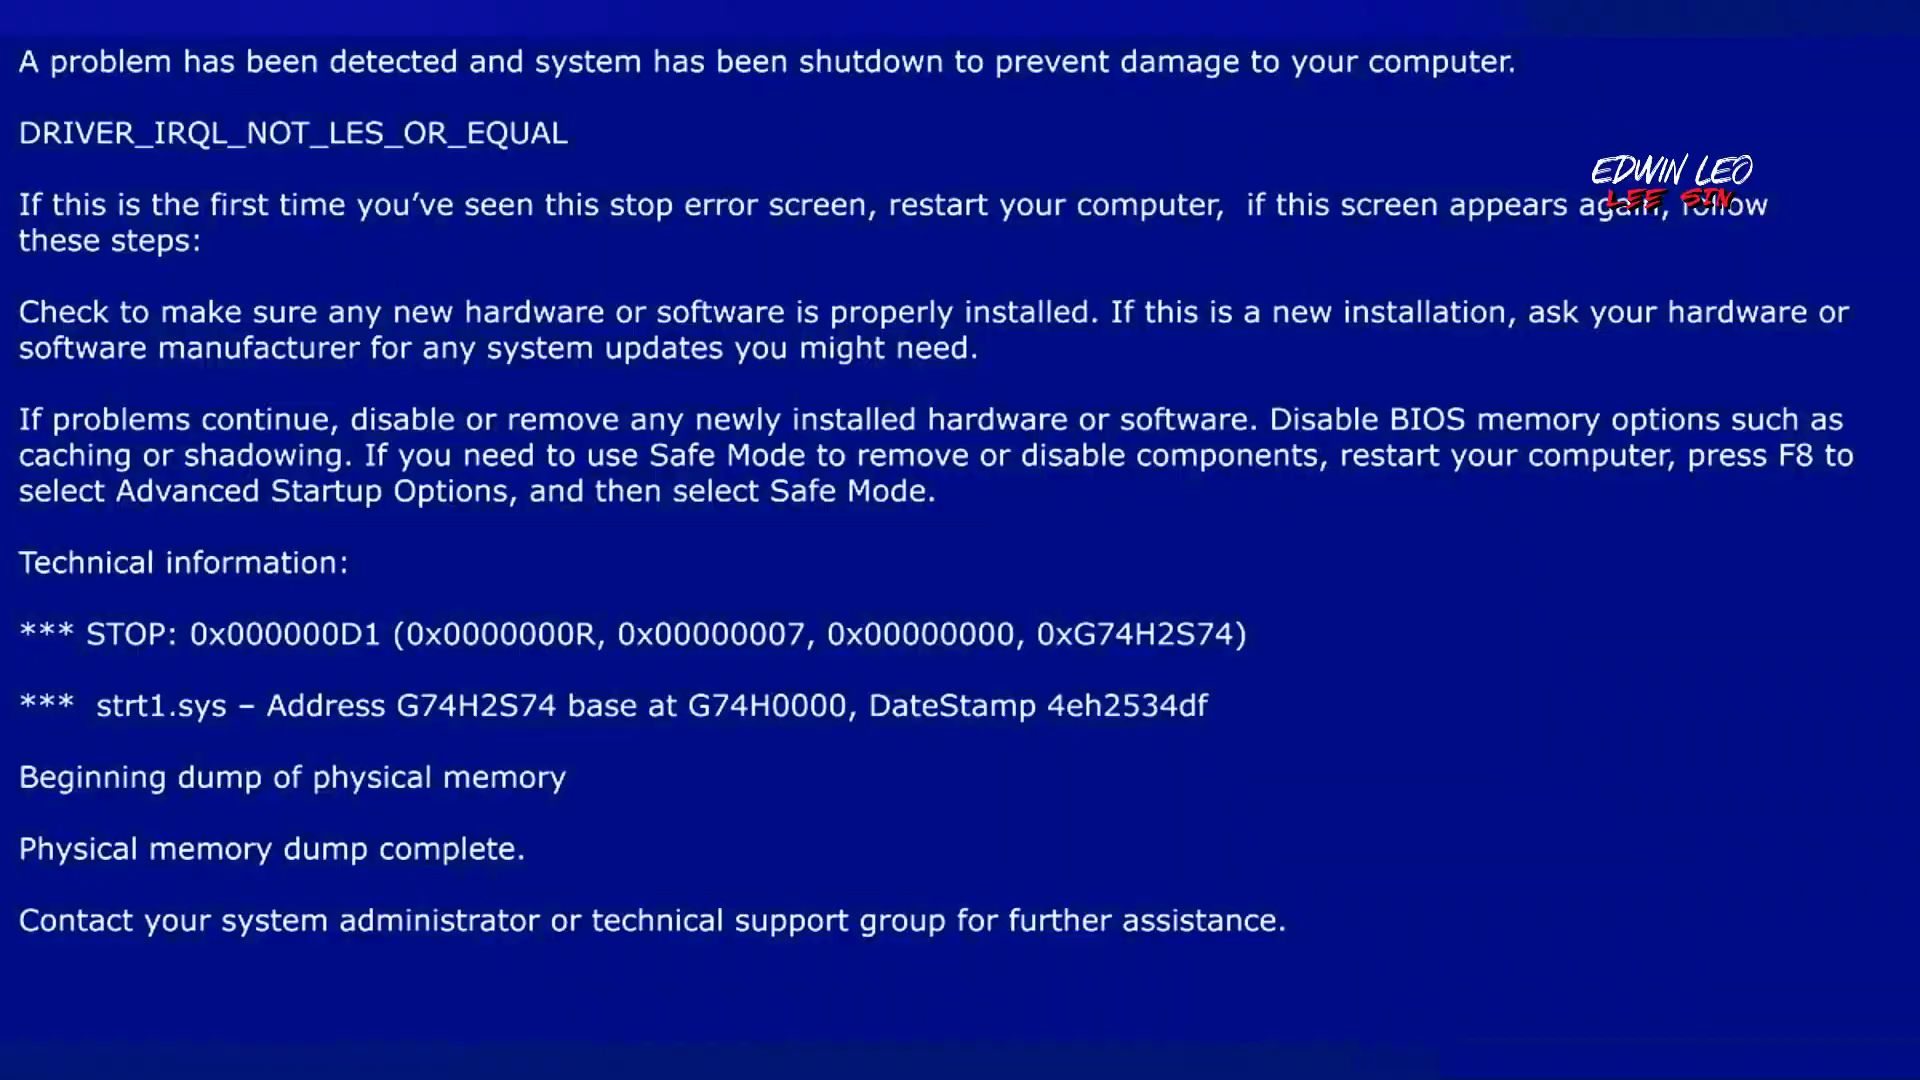 A problem has been detected and system has been shutdown to prevent damage to your computer.
DRIVER_IRQL_NOT_LES_OR_EQUAL
EDWIN LEO
LEE SIN
If this is the first time you’ve seen this stop error screen, restart your computer,  if this screen appears again, follow
these steps:
Check to make sure any new hardware or software is properly installed. If this is a new installation, ask your hardware or
software manufacturer for any system updates you might need.
If problems continue, disable or remove any newly installed hardware or software. Disable BIOS memory options such as
caching or shadowing. If you need to use Safe Mode to remove or disable components, restart your computer, press F8 to
select Advanced Startup Options, and then select Safe Mode.
Technical information:
*** STOP: 0x000000D1 (0x0000000R, 0x00000007, 0x00000000, 0xG74H2S74)
***  strt1.sys – Address G74H2S74 base at G74H0000, DateStamp 4eh2534df
Beginning dump of physical memory
Physical memory dump complete.
Contact your system administrator or technical support group for further assistance.